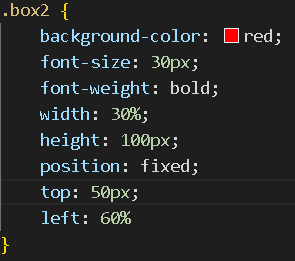 .box2 {
    background-color: red;
    font-size: 30px;
    font-weight: bold;
    width: 30%;
    height: 100px;
    position: fixed;
    top: 50px;
    left: 60%
}